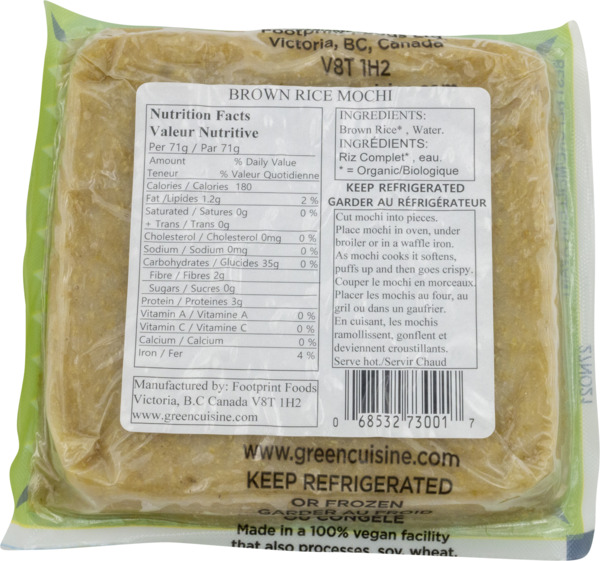 Victoria, BC, Canada
V8T 1H2
BROWN RICE MOCHI
Nutrition Facts
Valeur Nutritive
Per 71g / Par 71g
Amount % Daily Value
Teneur % Valeur Quotidienne
Calories / Calories 180
Fat /Lipides 1.2g 2 %
Saturated / Satures 0g 0 %
+ Trans / Trans 0g
Cholesterol / Cholesterol 0mg 0 %
Sodium / Sodium 0mg 0 %
Carbohydrates / Glucides 35g 0 %
Fibre / Fibres 2g
Sugars / Sucres 0g
Protein / Proteines 3g
Vitamin A / Vitamine A 0 %
Vitamin C / Vitamine C 0 %
Calcium / Calcium 0 %
Iron / Fer 4 %
Manufactured by: Footprint Foods
Victoria, B.C Canada V8T 1H2
www.greencuisine.com
INGREDIENTS:
Brown Rice* , Water.
INGRÉDIENTS:
Riz Complet* , eau.
* = Organic/Biologique
KEEP REFRIGERATED
GARDER AU RÉFRIGÉRATEUR
Cut mochi into pieces.
Place mochi in oven, under
broiler or in a waffle iron.
As mochi cooks it softens,
puffs up and then goes crispy.
Couper le mochi en morceaux.
Placer les mochis au four, au
gril ou dans un gaufrier.
En cuisant, les mochis
ramollissent, gonflent et
deviennent croustillants.
Serve hot./Servir Chaud
0 68532 73001 7
www.greencuisine.com
KEEP REFRIGERATED
OR FROZEN
GARDER AU FROID
OU CONGELÉ
Made in a 100% vegan facility
that also processes soy, wheat.
27NO21